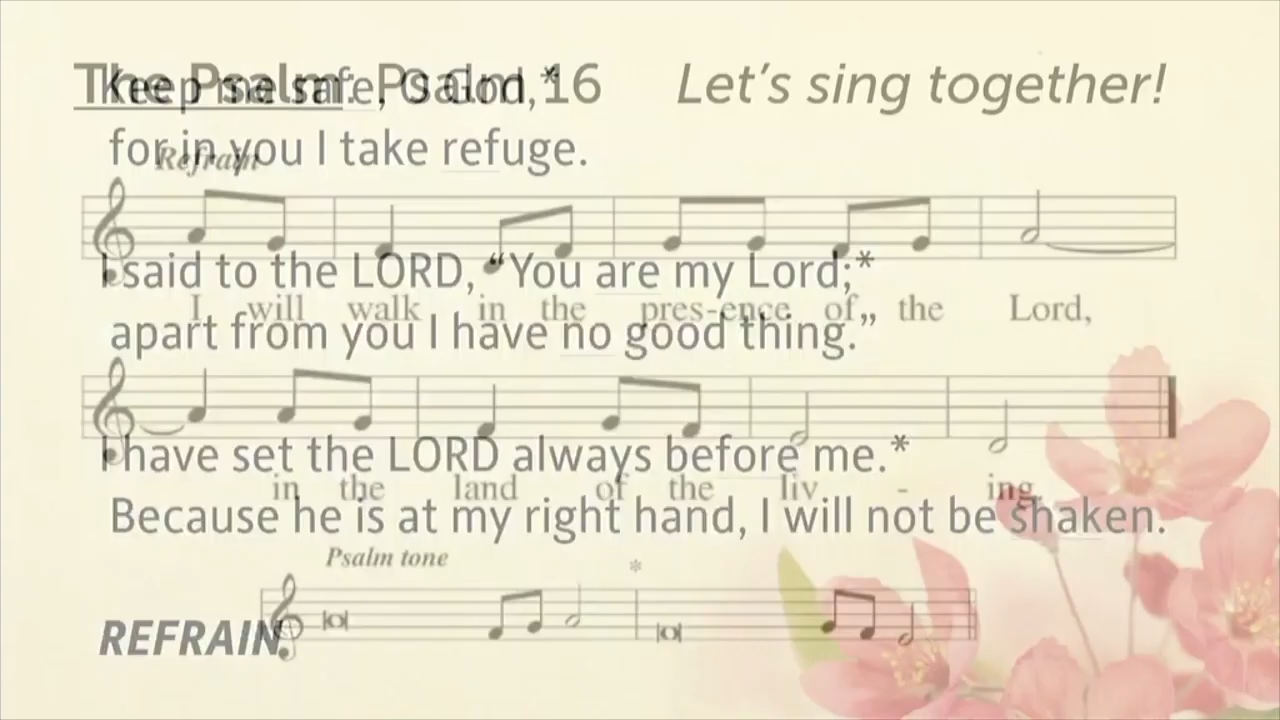 The Psalm: Psalm 16 Let's sing together!
Keep me safe, O God,*
for in you I take refuge.
Refrain
I said to the LORD, “You are my Lord;*
I will walk in the pres-ence of the Lord,
apart from you I have no good thing.”
I have set the LORD always before me.*
in the land of the liv - ing.
Because he is at my right hand, I will not be shaken.
Psalm tone *
REFRAIN